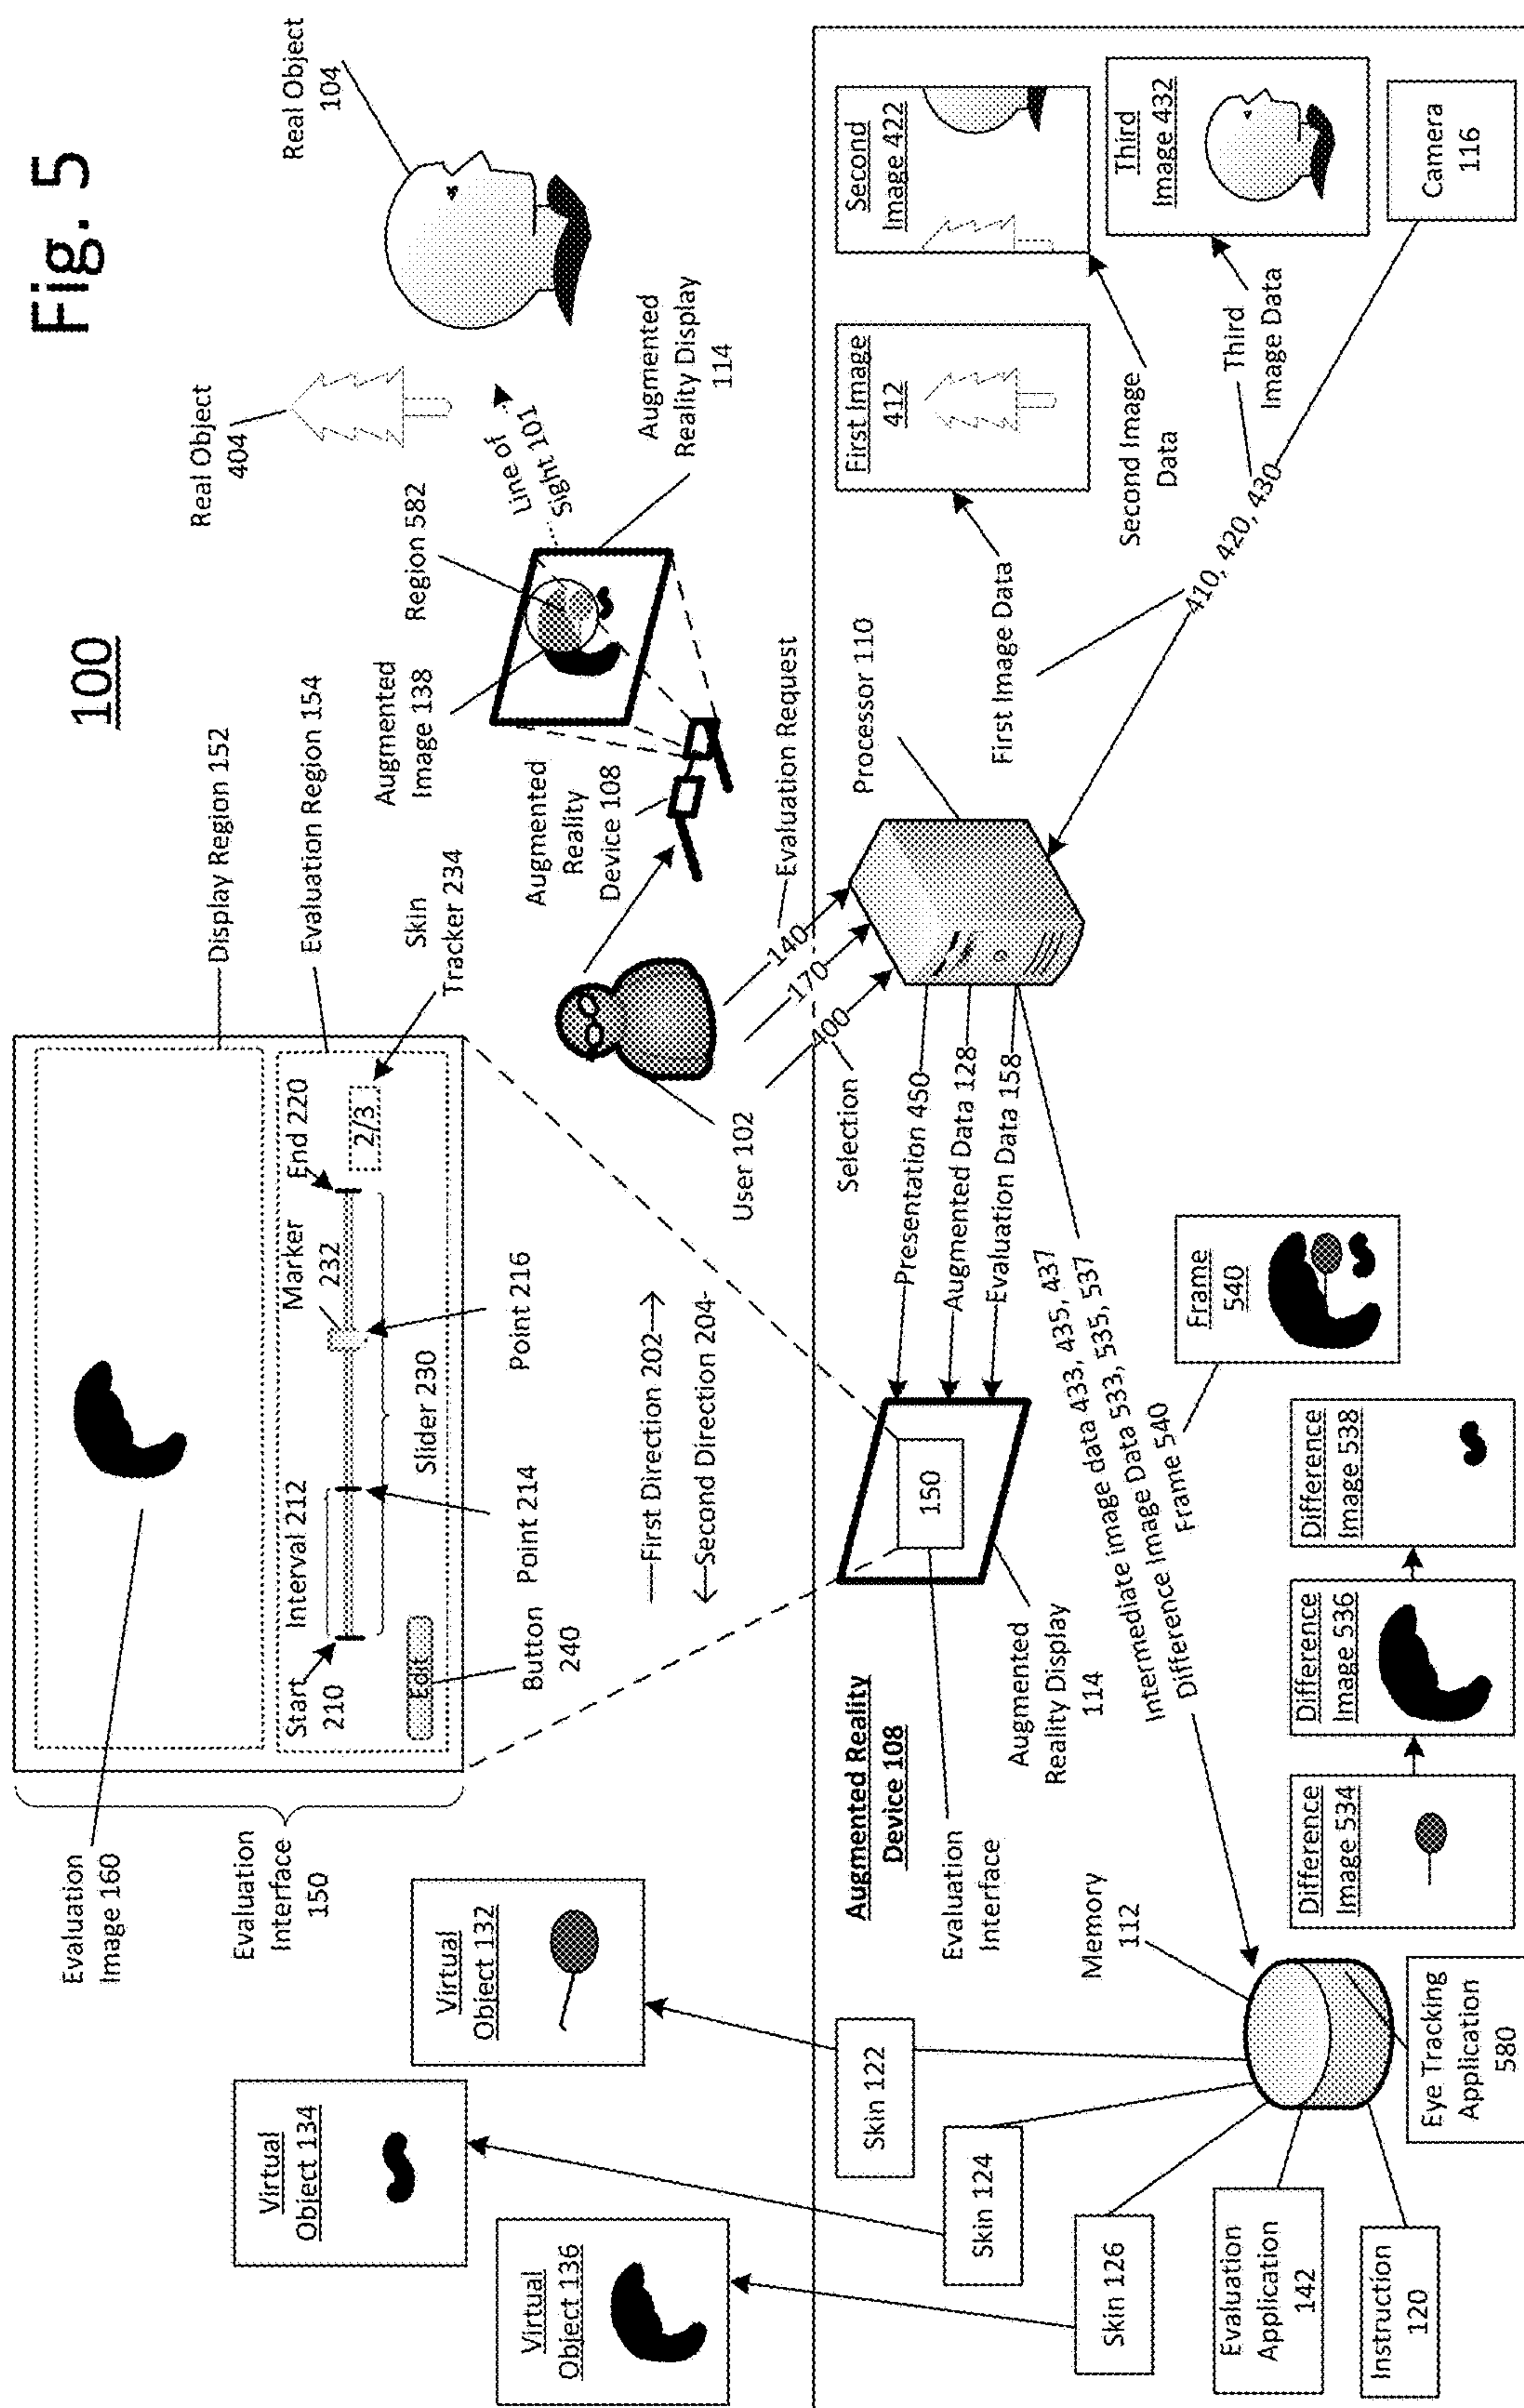 Fig. 5
100
Evaluation
Image 160
Evaluation
Interface
150
Display Region 152
Evaluation Region 154
Start
210
Interval 212
Marker
232
End 220
2/3
Skin
Tracker 234
Slider 230
Edit
Button
240
Point 214
Point 216
First Direction 202
Second Direction 204
Real Object
404
Real Object
104
Line of
Sight 101
Region 582
Augmented
Image 138
Augmented
Reality Display
114
Augmented
Reality
Device 108
User 102
Virtual
Object 132
Virtual
Object 134
Virtual
Object 136
140
170
400
Evaluation Request
Selection
Augmented Reality
Device 108
Evaluation
Interface
150
Augmented
Reality Display
114
Presentation 450
Augmented Data 128
Evaluation Data 158
Processor 110
Intermediate image data 433, 435, 437
Difference Image Data 533, 535, 537
Frame 540
First Image
412
Second
Image 422
Third
Image 432
First Image Data
Second Image
Data
Third
Image Data
410, 420, 430
Camera
116
Skin 122
Skin 124
Skin 126
Memory
112
Evaluation
Application
142
Instruction
120
Eye Tracking
Application
580
Difference
Image 534
Difference
Image 536
Difference
Image 538
Frame
540